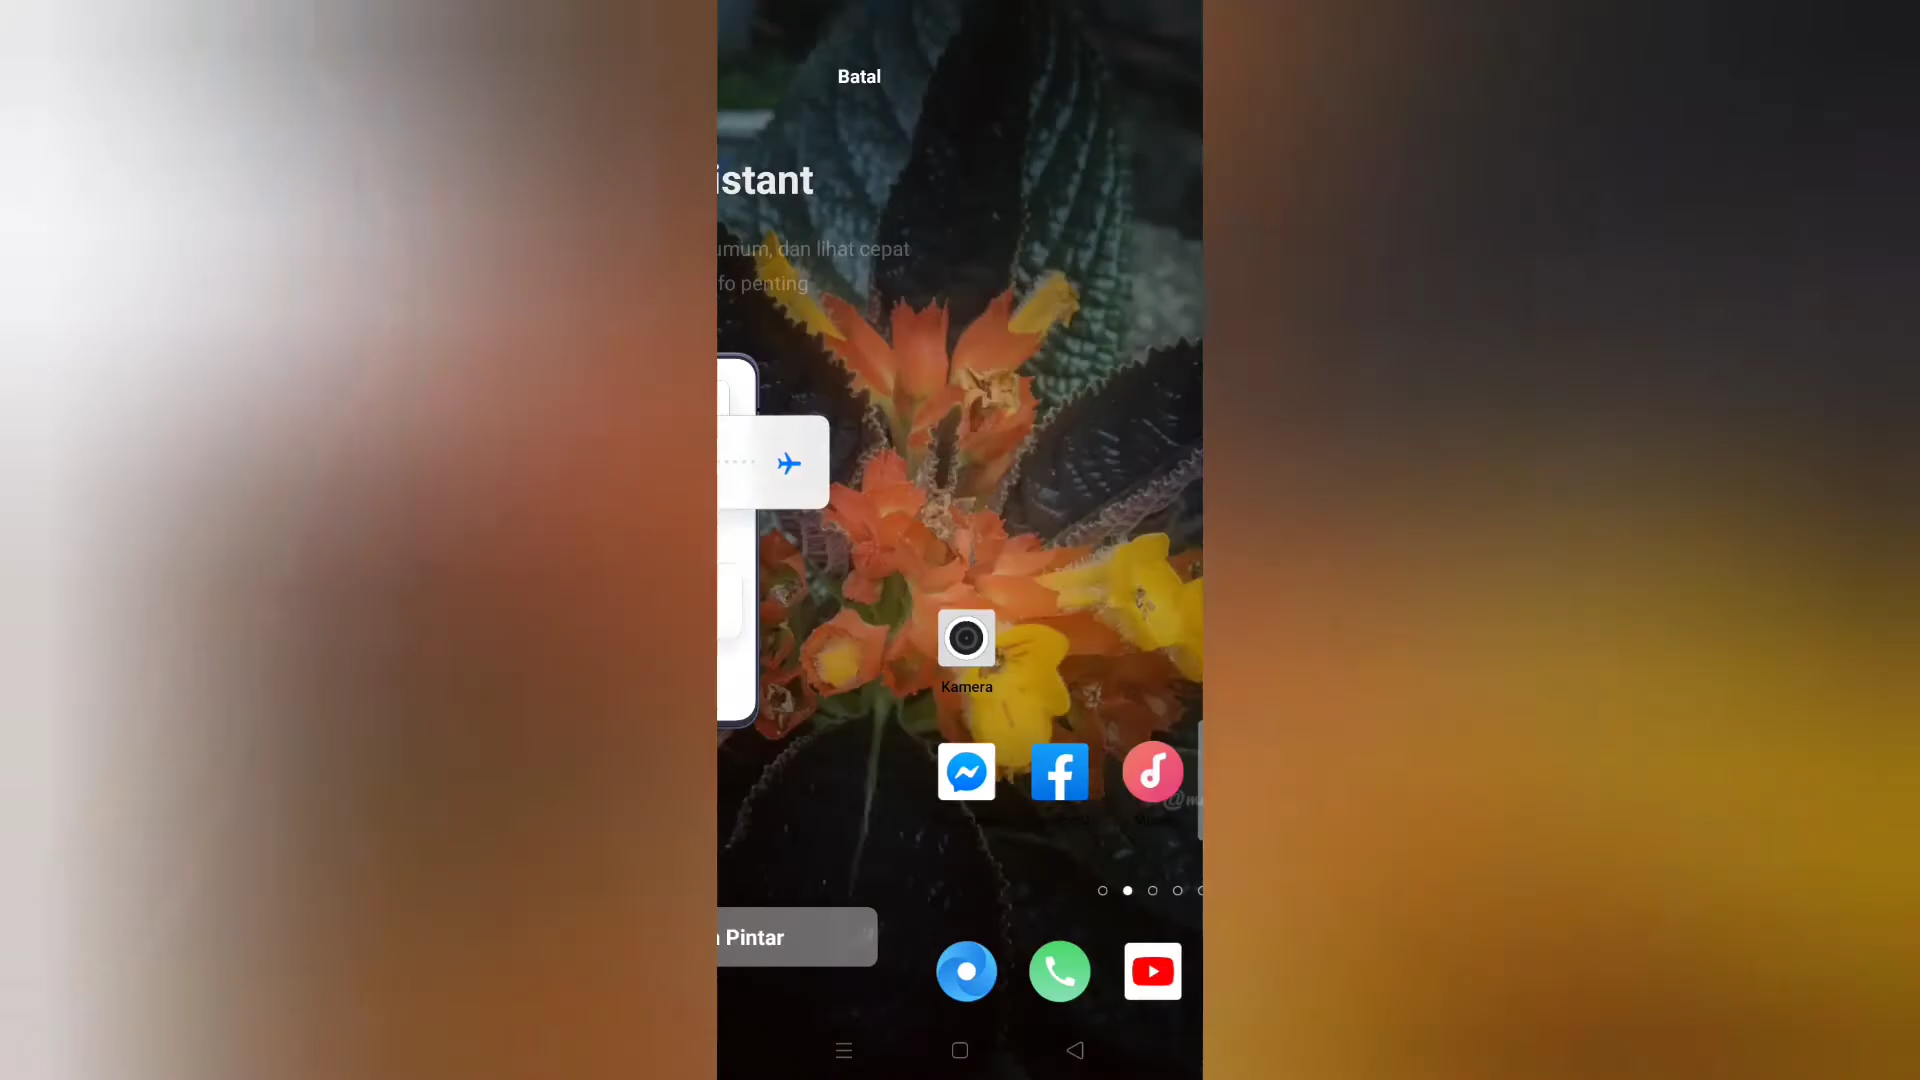 Batal
istant
umum, dan lihat cepat
fo penting
Kamera
Pintar